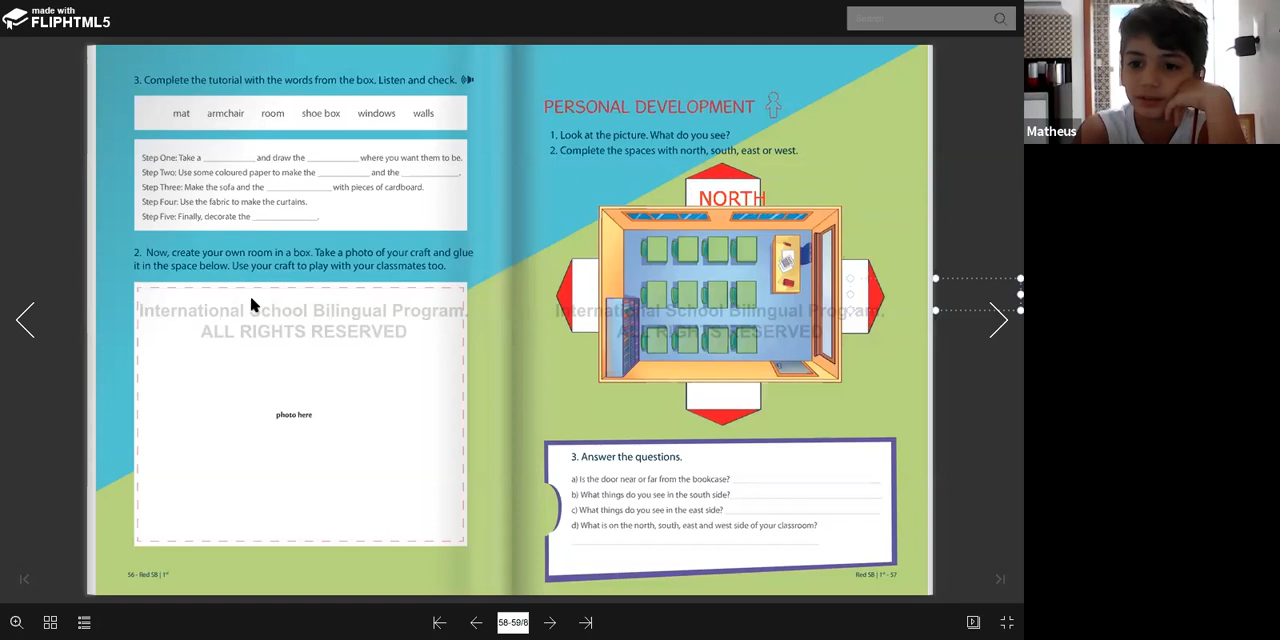 made with
FLIPHTML5
Search
Matheus
3. Complete the tutorial with the words from the box. Listen and check.
mat armchair room shoe box windows walls
Step One: Take a ____________ and draw the ____________ where you want them to be.
Step Two: Use some coloured paper to make the ____________ and the ______________.
Step Three: Make the sofa and the ______________ with pieces of cardboard.
Step Four: Use the fabric to make the curtains.
Step Five: Finally, decorate the ______________.
2. Now, create your own room in a box. Take a photo of your craft and glue
it in the space below. Use your craft to play with your classmates too.
International School Bilingual Program.
ALL RIGHTS RESERVED
photo here
56 - Red SB | 1st
PERSONAL DEVELOPMENT
1. Look at the picture. What do you see?
2. Complete the spaces with north, south, east or west.
NORTH
International School Bilingual Program.
ALL RIGHTS RESERVED
3. Answer the questions.
a) Is the door near or far from the bookcase?
b) What things do you see in the south side?
c) What things do you see in the east side?
d) What is on the north, south, east and west side of your classroom?
Red SB | 1st - 57
58-59/8